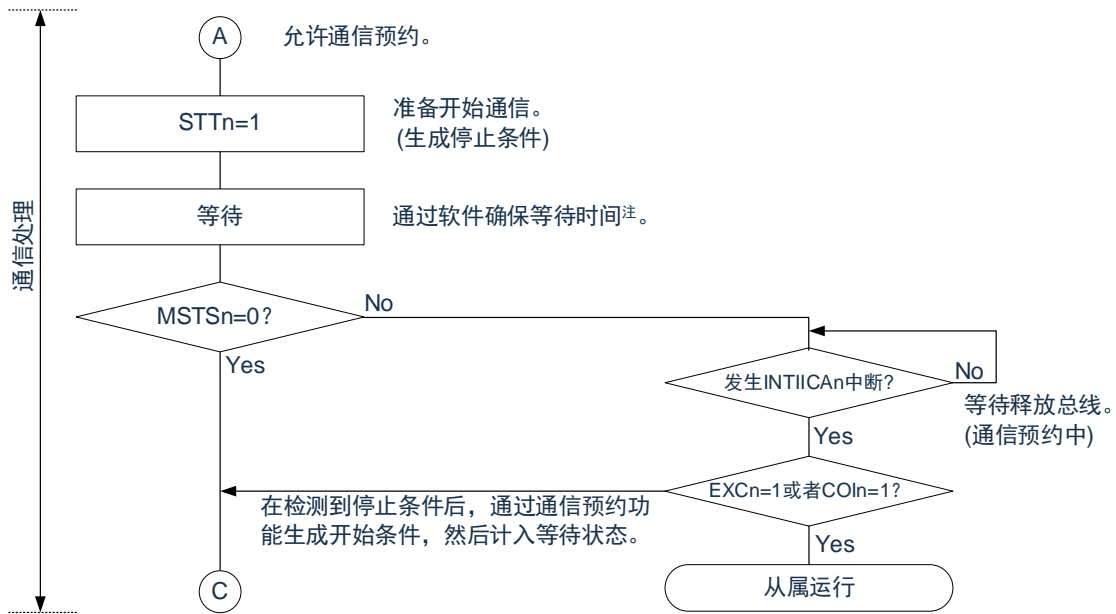 A
允许通信预约。
STTn=1
准备开始通信。
(生成停止条件)
等待
通过软件确保等待时间注。
通信处理
MSTSn=0?
No
Yes
发生INTIICAn中断?
No
等待释放总线。
(通信预约中)
Yes
EXCn=1或者COIn=1?
在检测到停止条件后，通过通信预约功
能生成开始条件，然后计入等待状态。
Yes
C
从属运行